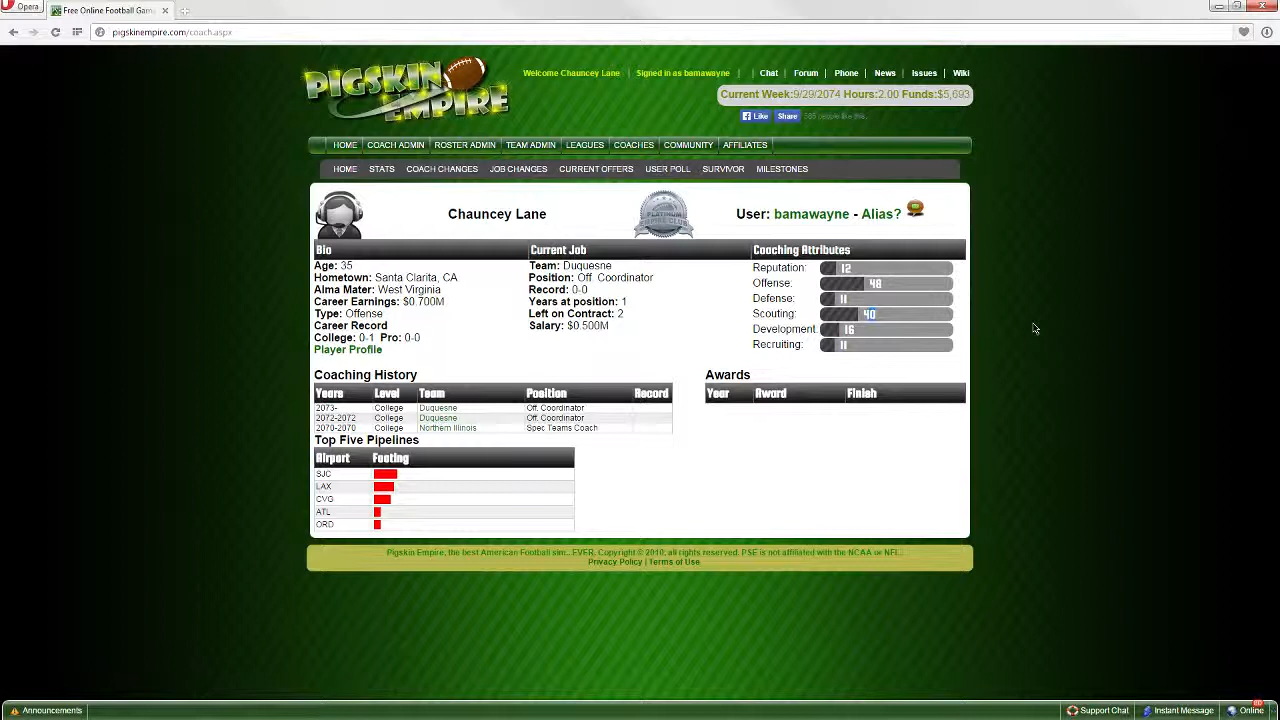 Opera
Free Online Football Gam
pigskinempire.com/coach.aspx
PIGSKIN EMPIRE
Welcome Chauncey Lane | Signed in as bamawayne | | Chat | Forum | Phone | News | Issues | Wiki
Current Week:9/29/2074 Hours:2.00 Funds:$5,693
Like Share 585 people like this.
HOME | COACH ADMIN | ROSTER ADMIN | TEAM ADMIN | LEAGUES | COACHES | COMMUNITY | AFFILIATES
HOME | STATS | COACH CHANGES | JOB CHANGES | CURRENT OFFERS | USER POLL | SURVIVOR | MILESTONES
Chauncey Lane
PLATINUM EMPIRE CLUB
User: bamawayne - Alias?
Bio Current Job Coaching Attributes
Age: 35
Hometown: Santa Clarita, CA
Alma Mater: West Virginia
Career Earnings: $0.700M
Type: Offense
Career Record
College: 0-1 Pro: 0-0
Player Profile
Team: Duquesne
Position: Off. Coordinator
Record: 0-0
Years at position: 1
Left on Contract: 2
Salary: $0.500M
Reputation: 12
Offense: 48
Defense: 11
Scouting: 40
Development: 16
Recruiting: 11
Coaching History
Years Level Team Position Record
2073- College Duquesne Off. Coordinator
2072-2072 College Duquesne Off. Coordinator
2070-2070 College Northern Illinois Spec Teams Coach
Awards
Year Award Finish
Top Five Pipelines
Airport Footing
SJC
LAX
CVG
ATL
ORD
Pigskin Empire, the best American Football sim...EVER. Copyright © 2010, all rights reserved. PSE is not affiliated with the NCAA or NFL.
Privacy Policy | Terms of Use
Announcements
Support Chat
Instant Message
Online